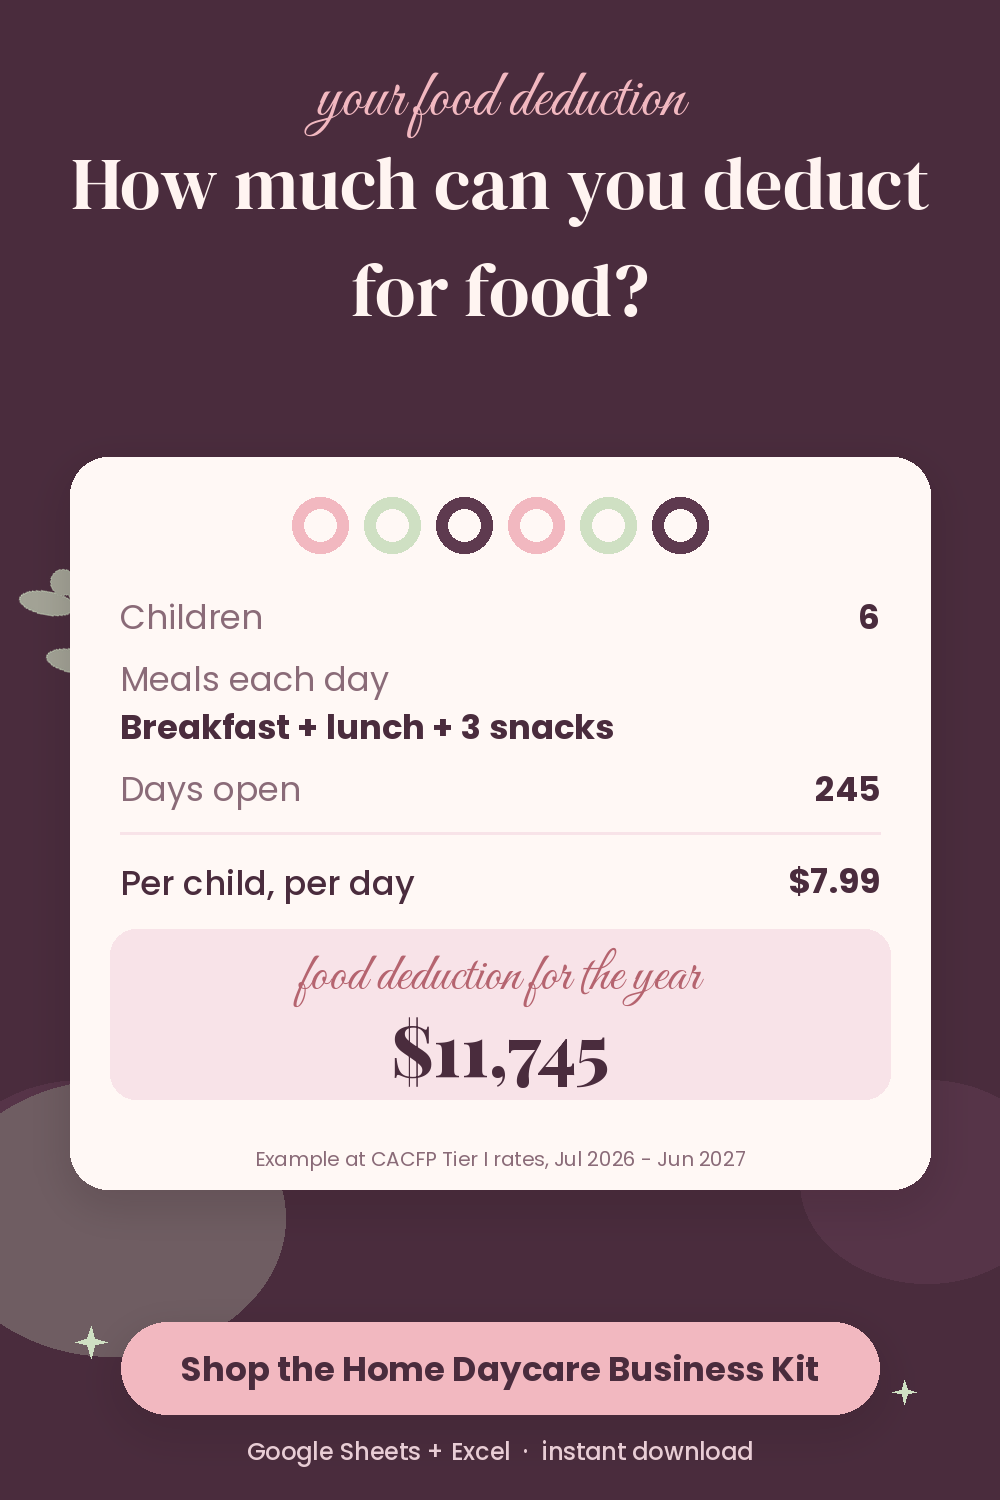 your food deduction
How much can you deduct
for food?
Children 6
Meals each day
Breakfast + lunch + 3 snacks
Days open 245
Per child, per day $7.99
food deduction for the year
$11,745
Example at CACFP Tier I rates, Jul 2026 - Jun 2027
Shop the Home Daycare Business Kit
Google Sheets + Excel · instant download